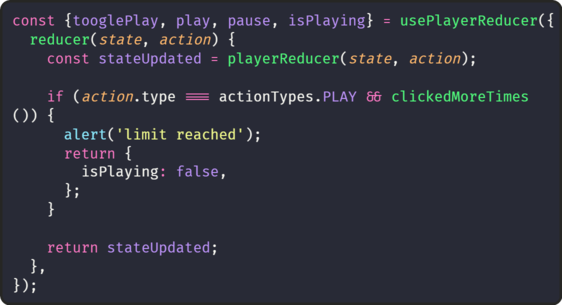 const {tooglePlay, play, pause, isPlaying} = usePlayerReducer({
  reducer(state, action) {
    const stateUpdated = playerReducer(state, action);

    if (action.type === actionTypes.PLAY && clickedMoreTimes
()) {
      alert('limit reached');
      return {
        isPlaying: false,
      };
    }

    return stateUpdated;
  },
});